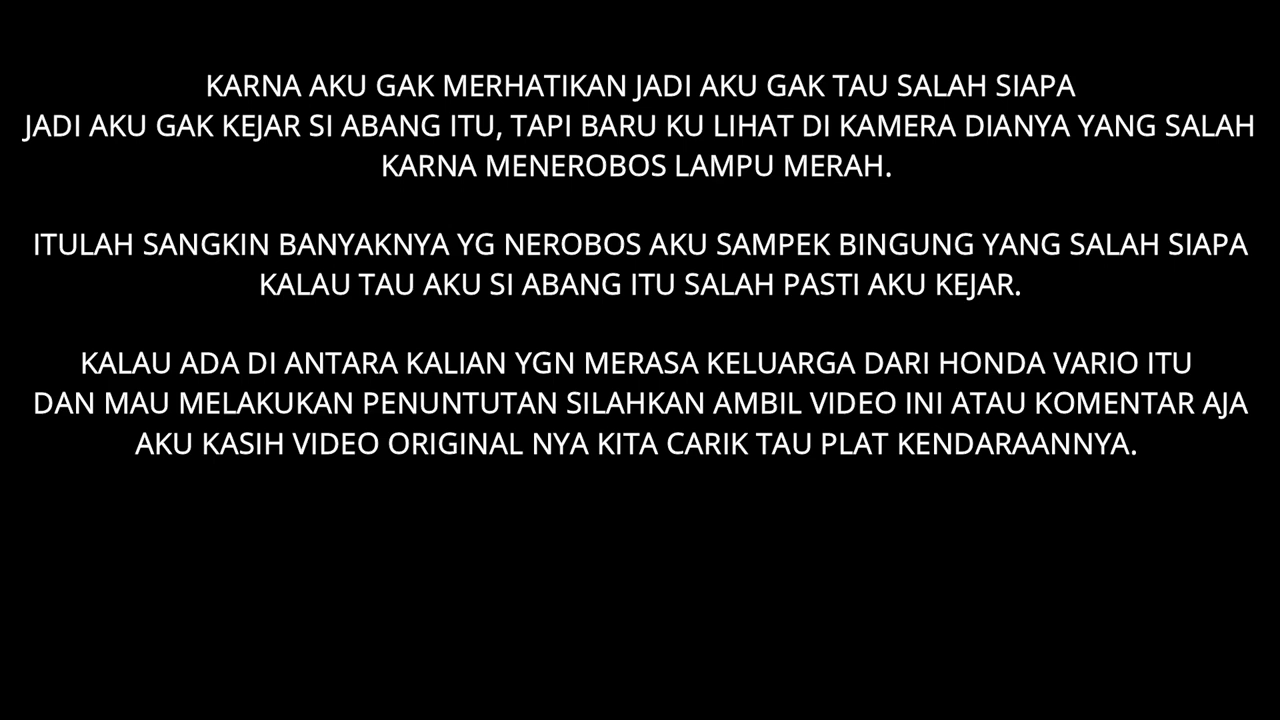 KARNA AKU GAK MERHATIKAN JADI AKU GAK TAU SALAH SIAPA
JADI AKU GAK KEJAR SI ABANG ITU, TAPI BARU KU LIHAT DI KAMERA DIANYA YANG SALAH
KARNA MENEROBOS LAMPU MERAH.
ITULAH SANGKIN BANYAKNYA YG NEROBOS AKU SAMPEK BINGUNG YANG SALAH SIAPA
KALAU TAU AKU SI ABANG ITU SALAH PASTI AKU KEJAR.
KALAU ADA DI ANTARA KALIAN YGN MERASA KELUARGA DARI HONDA VARIO ITU
DAN MAU MELAKUKAN PENUNTUTAN SILAHKAN AMBIL VIDEO INI ATAU KOMENTAR AJA
AKU KASIH VIDEO ORIGINAL NYA KITA CARIK TAU PLAT KENDARAANNYA.